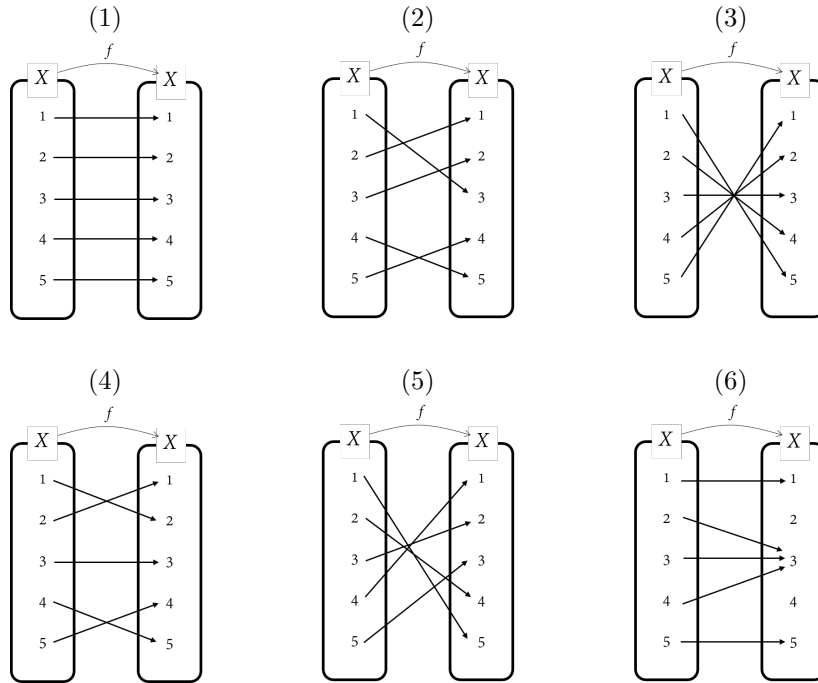 (1) (2) (3)
f f f
X X X X X X
1 1 1 1 1 1
2 2 2 2 2 2
3 3 3 3 3 3
4 4 4 4 4 4
5 5 5 5 5 5
(4) (5) (6)
f f f
X X X X X X
1 1 1 1 1 1
2 2 2 2 2 2
3 3 3 3 3 3
4 4 4 4 4 4
5 5 5 5 5 5